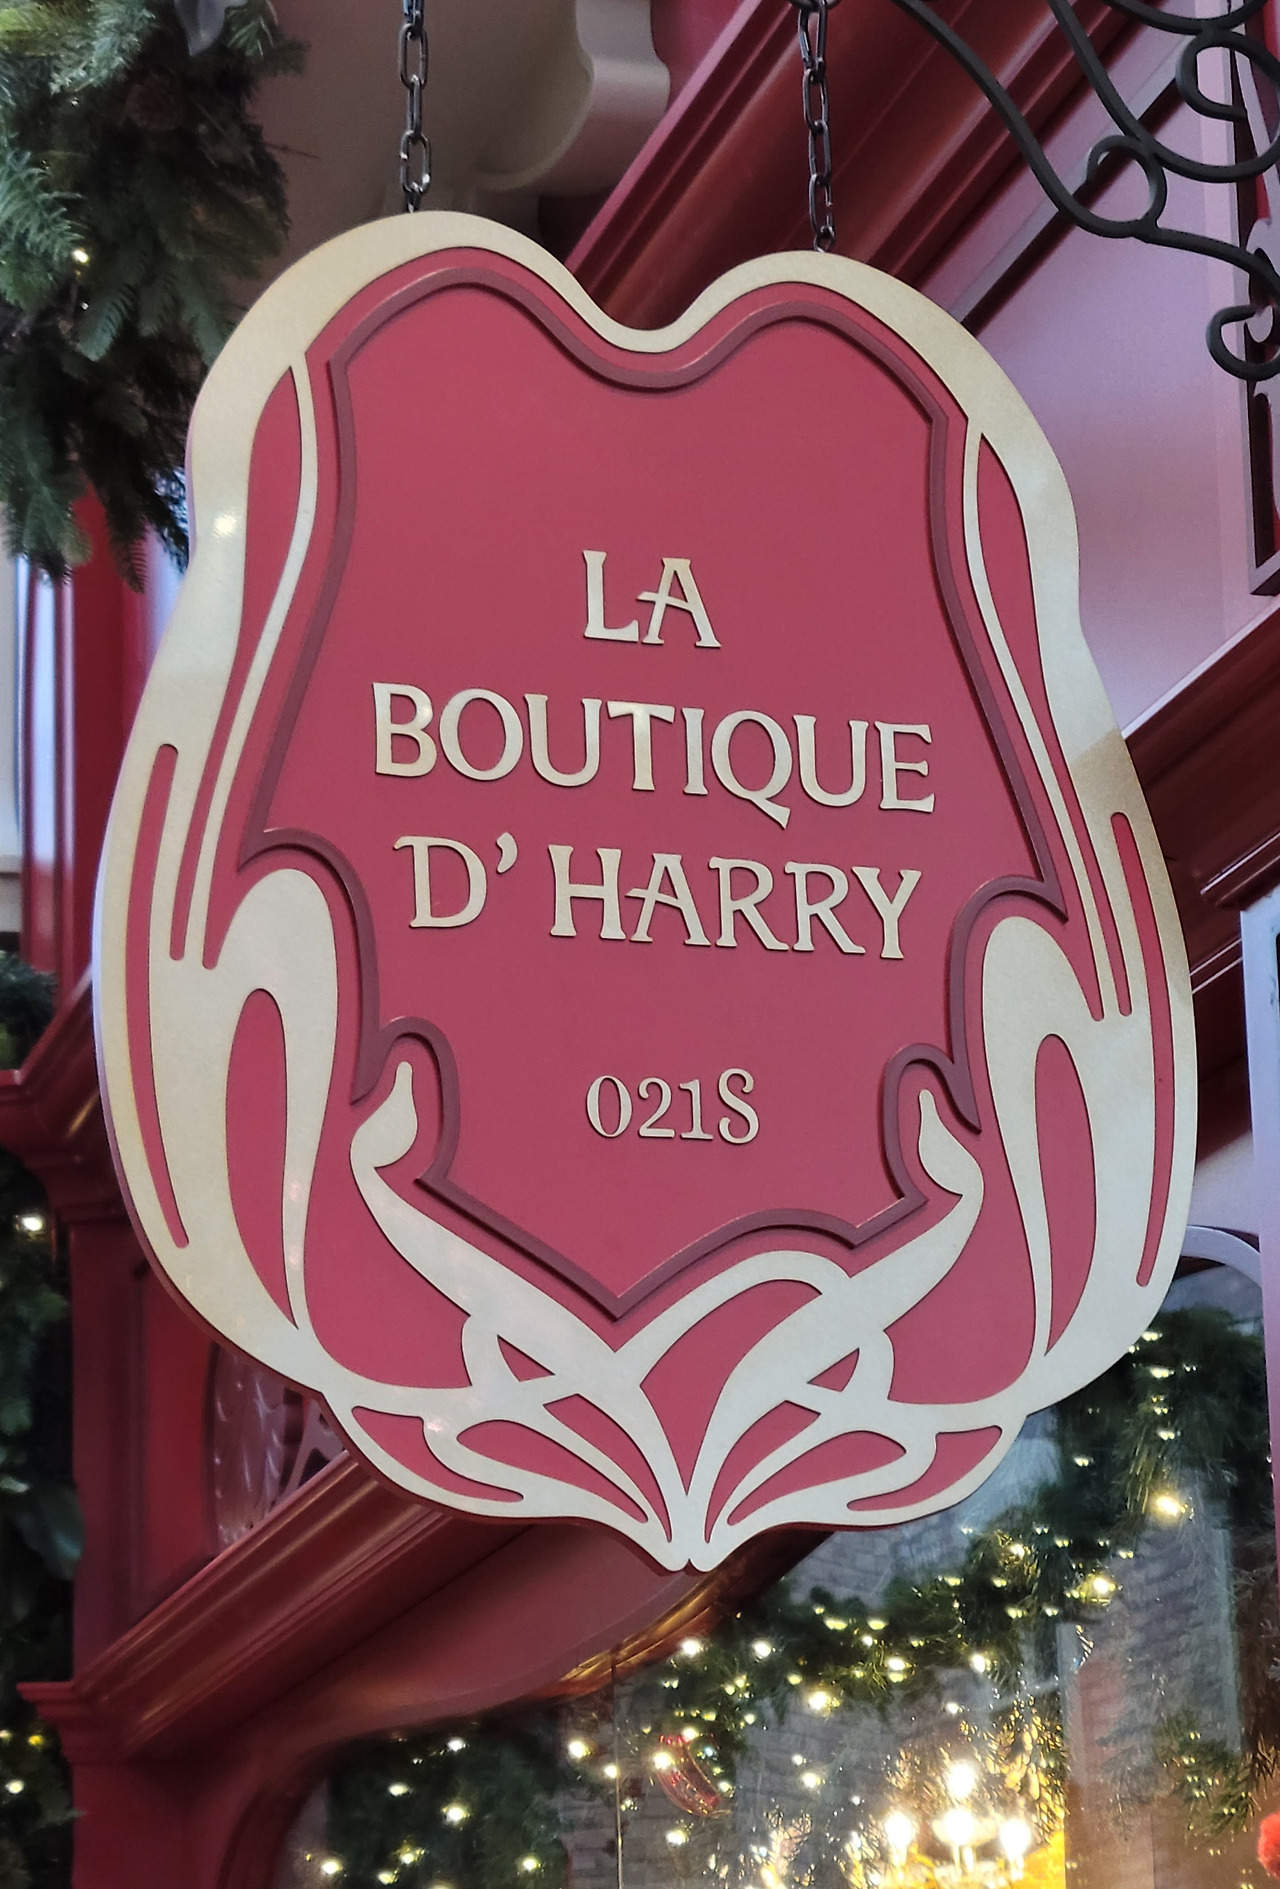 LA
BOUTIQUE
D' HARRY
021S